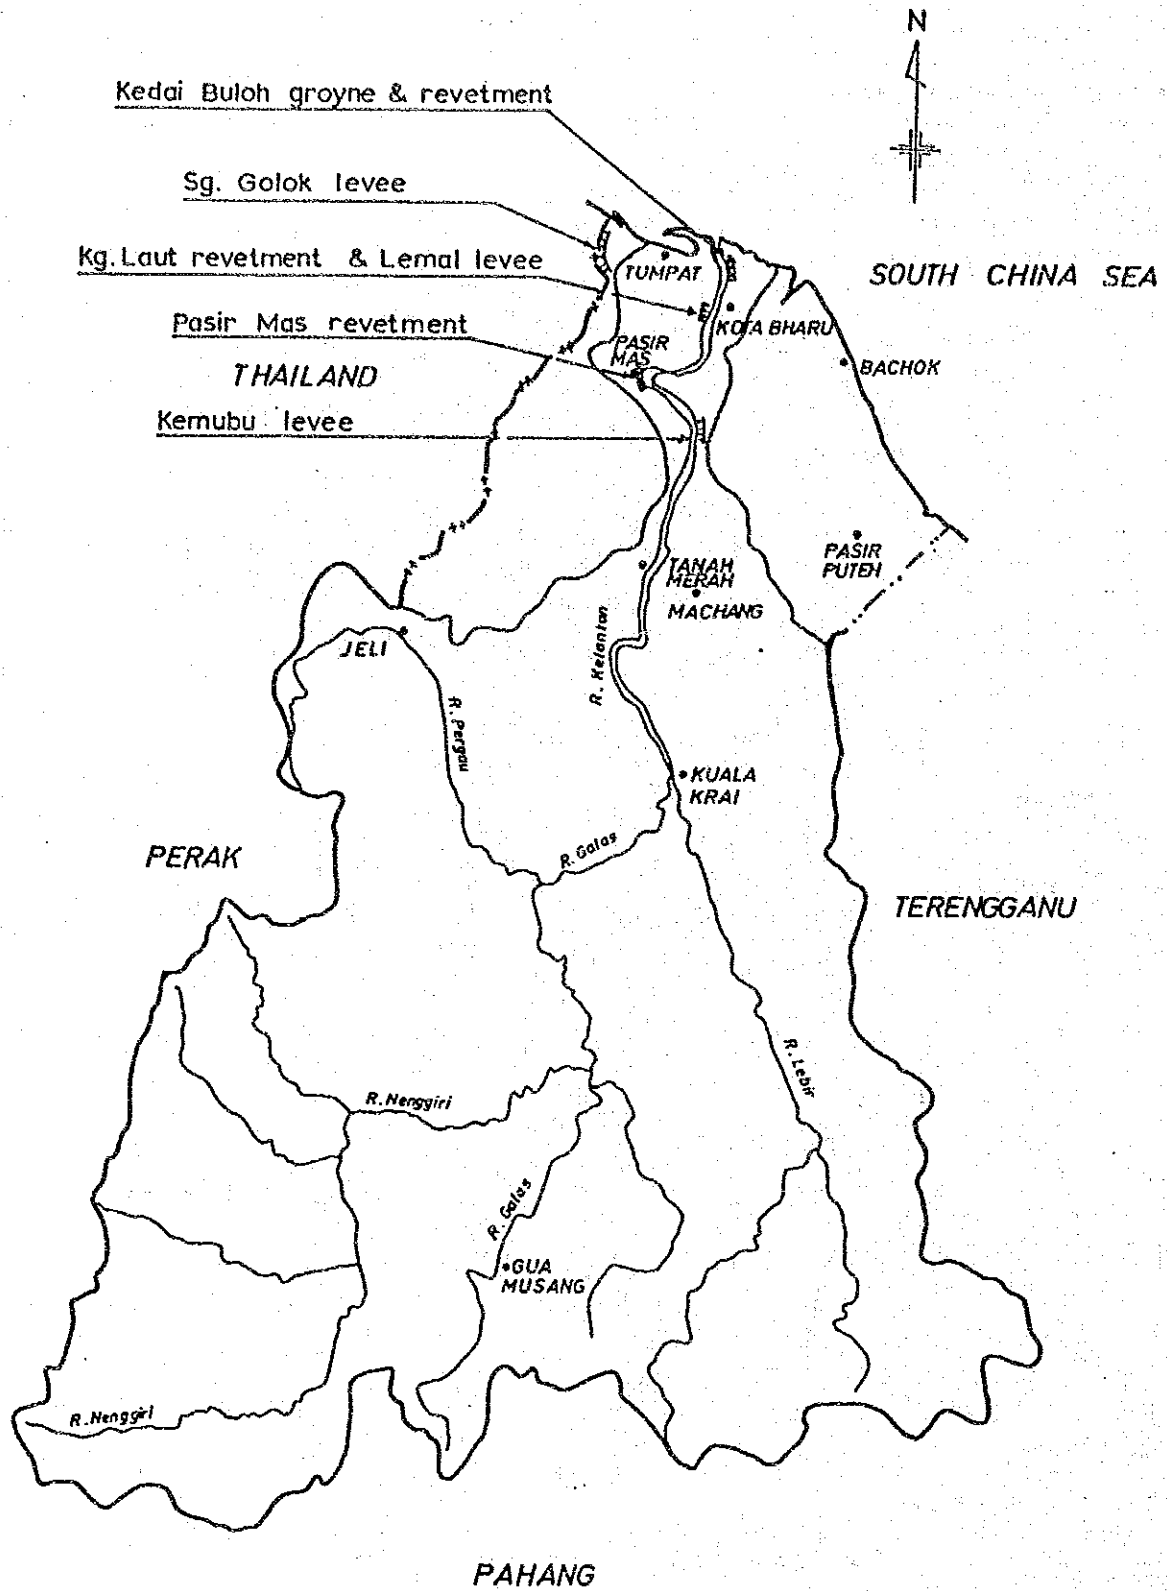 N
Kedai Buloh groyne & revetment
Sg. Golok levee
Kg. Laut revetment & Lemal levee
TUMPAT
SOUTH CHINA SEA
Pasir Mas revetment
KOTA BHARU
PASIR
MAS
THAILAND
BACHOK
Kemubu levee
PASIR
PUTEH
TANAH
MERAH
MACHANG
JELI
R. Kelantan
R. Pergau
KUALA
KRAI
PERAK
R. Galas
TERENGGANU
R. Lebir
R. Nenggiri
R. Galas
GUA
MUSANG
R. Nenggiri
PAHANG